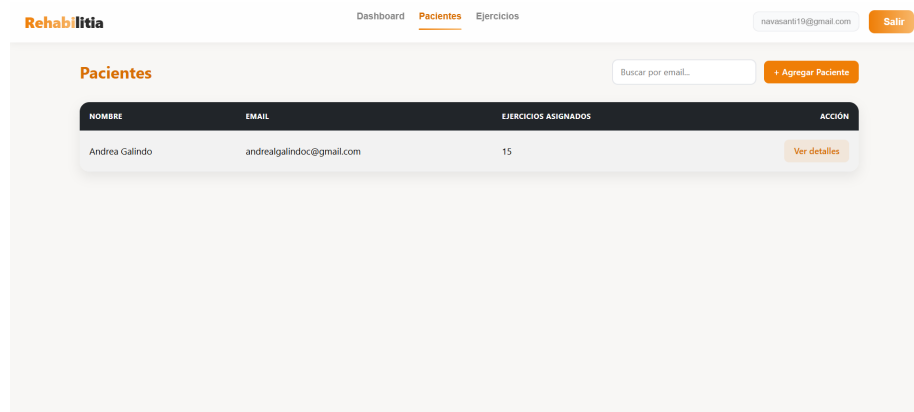 Rehabilitia
Dashboard Pacientes Ejercicios
navasanti19@gmail.com
Salir
Pacientes
Buscar por email...
+ Agregar Paciente
NOMBRE EMAIL EJERCICIOS ASIGNADOS ACCIÓN
Andrea Galindo andrealgalindoc@gmail.com 15 Ver detalles